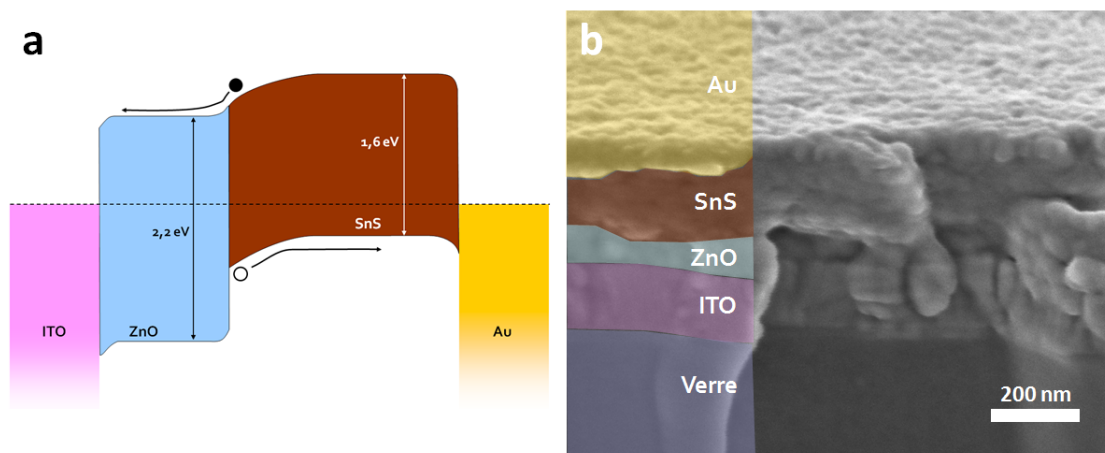 a
1,6 eV
2,2 eV
SnS
ITO
ZnO
Au
b
Au
SnS
ZnO
ITO
Verre
200 nm